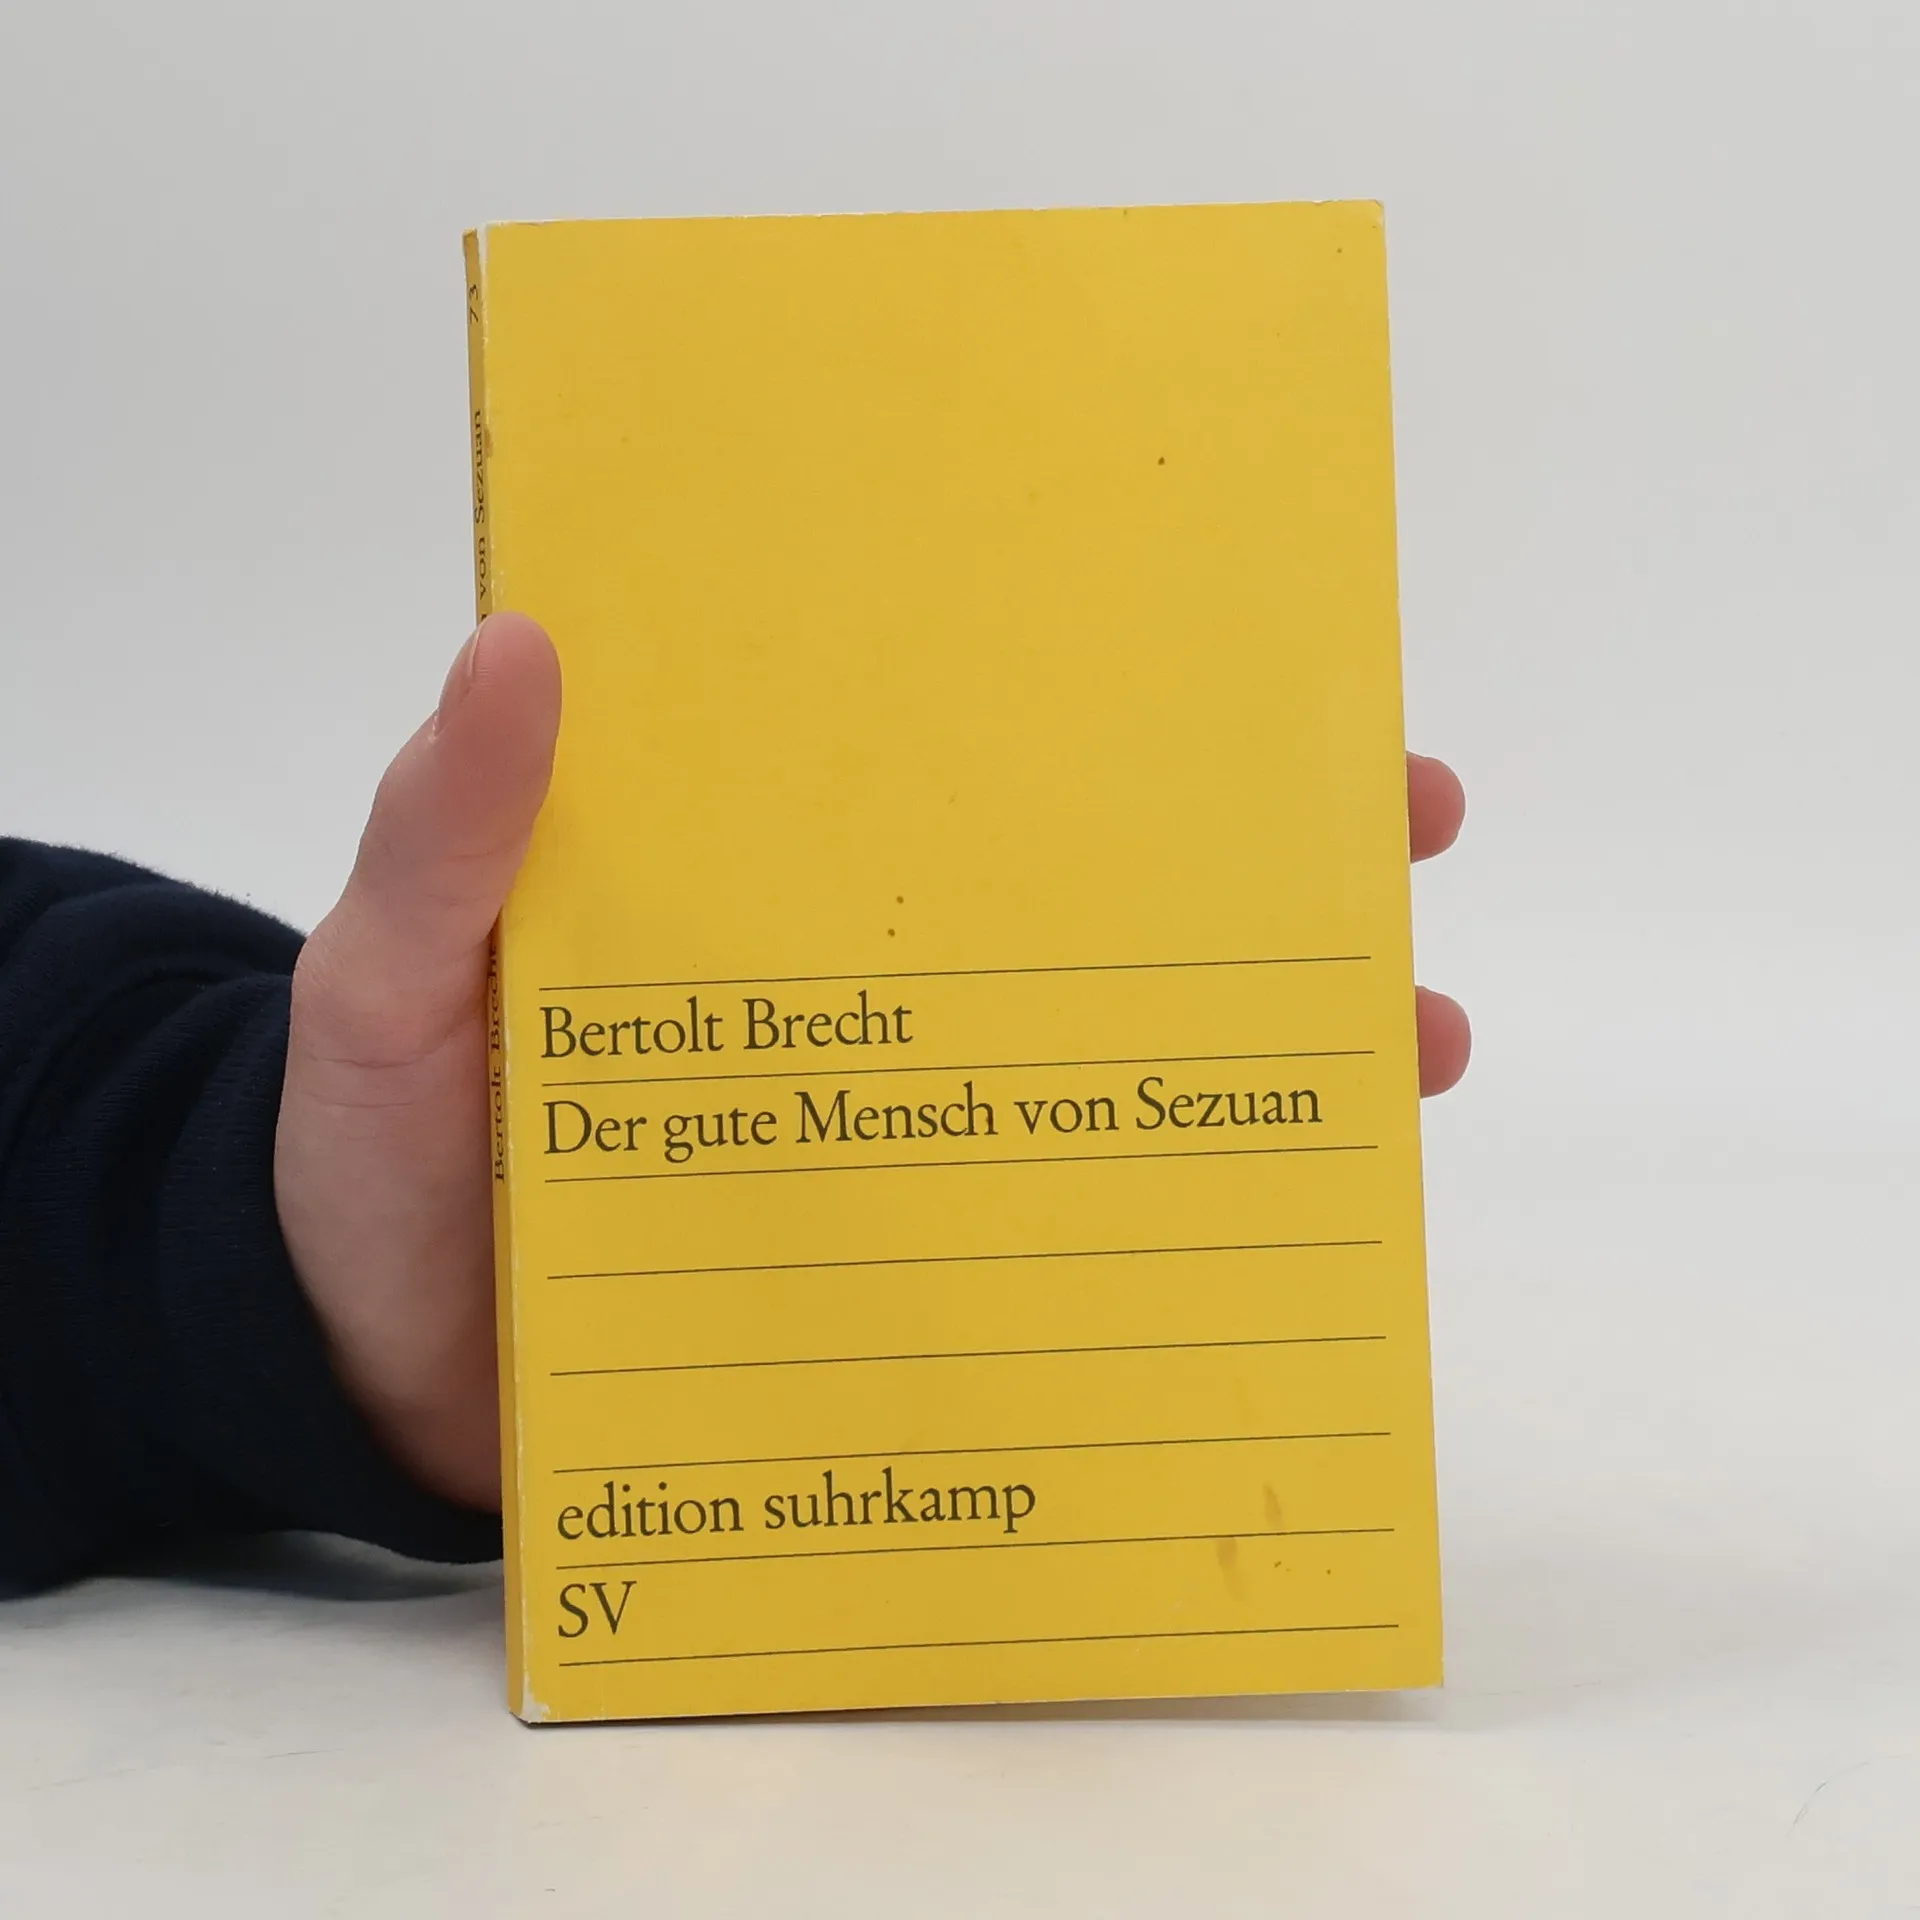 Bertolt Brecht
Der gute Mensch von Sezuan
edition suhrkamp
SV
Bertolt Brecht
von Sezuan
73